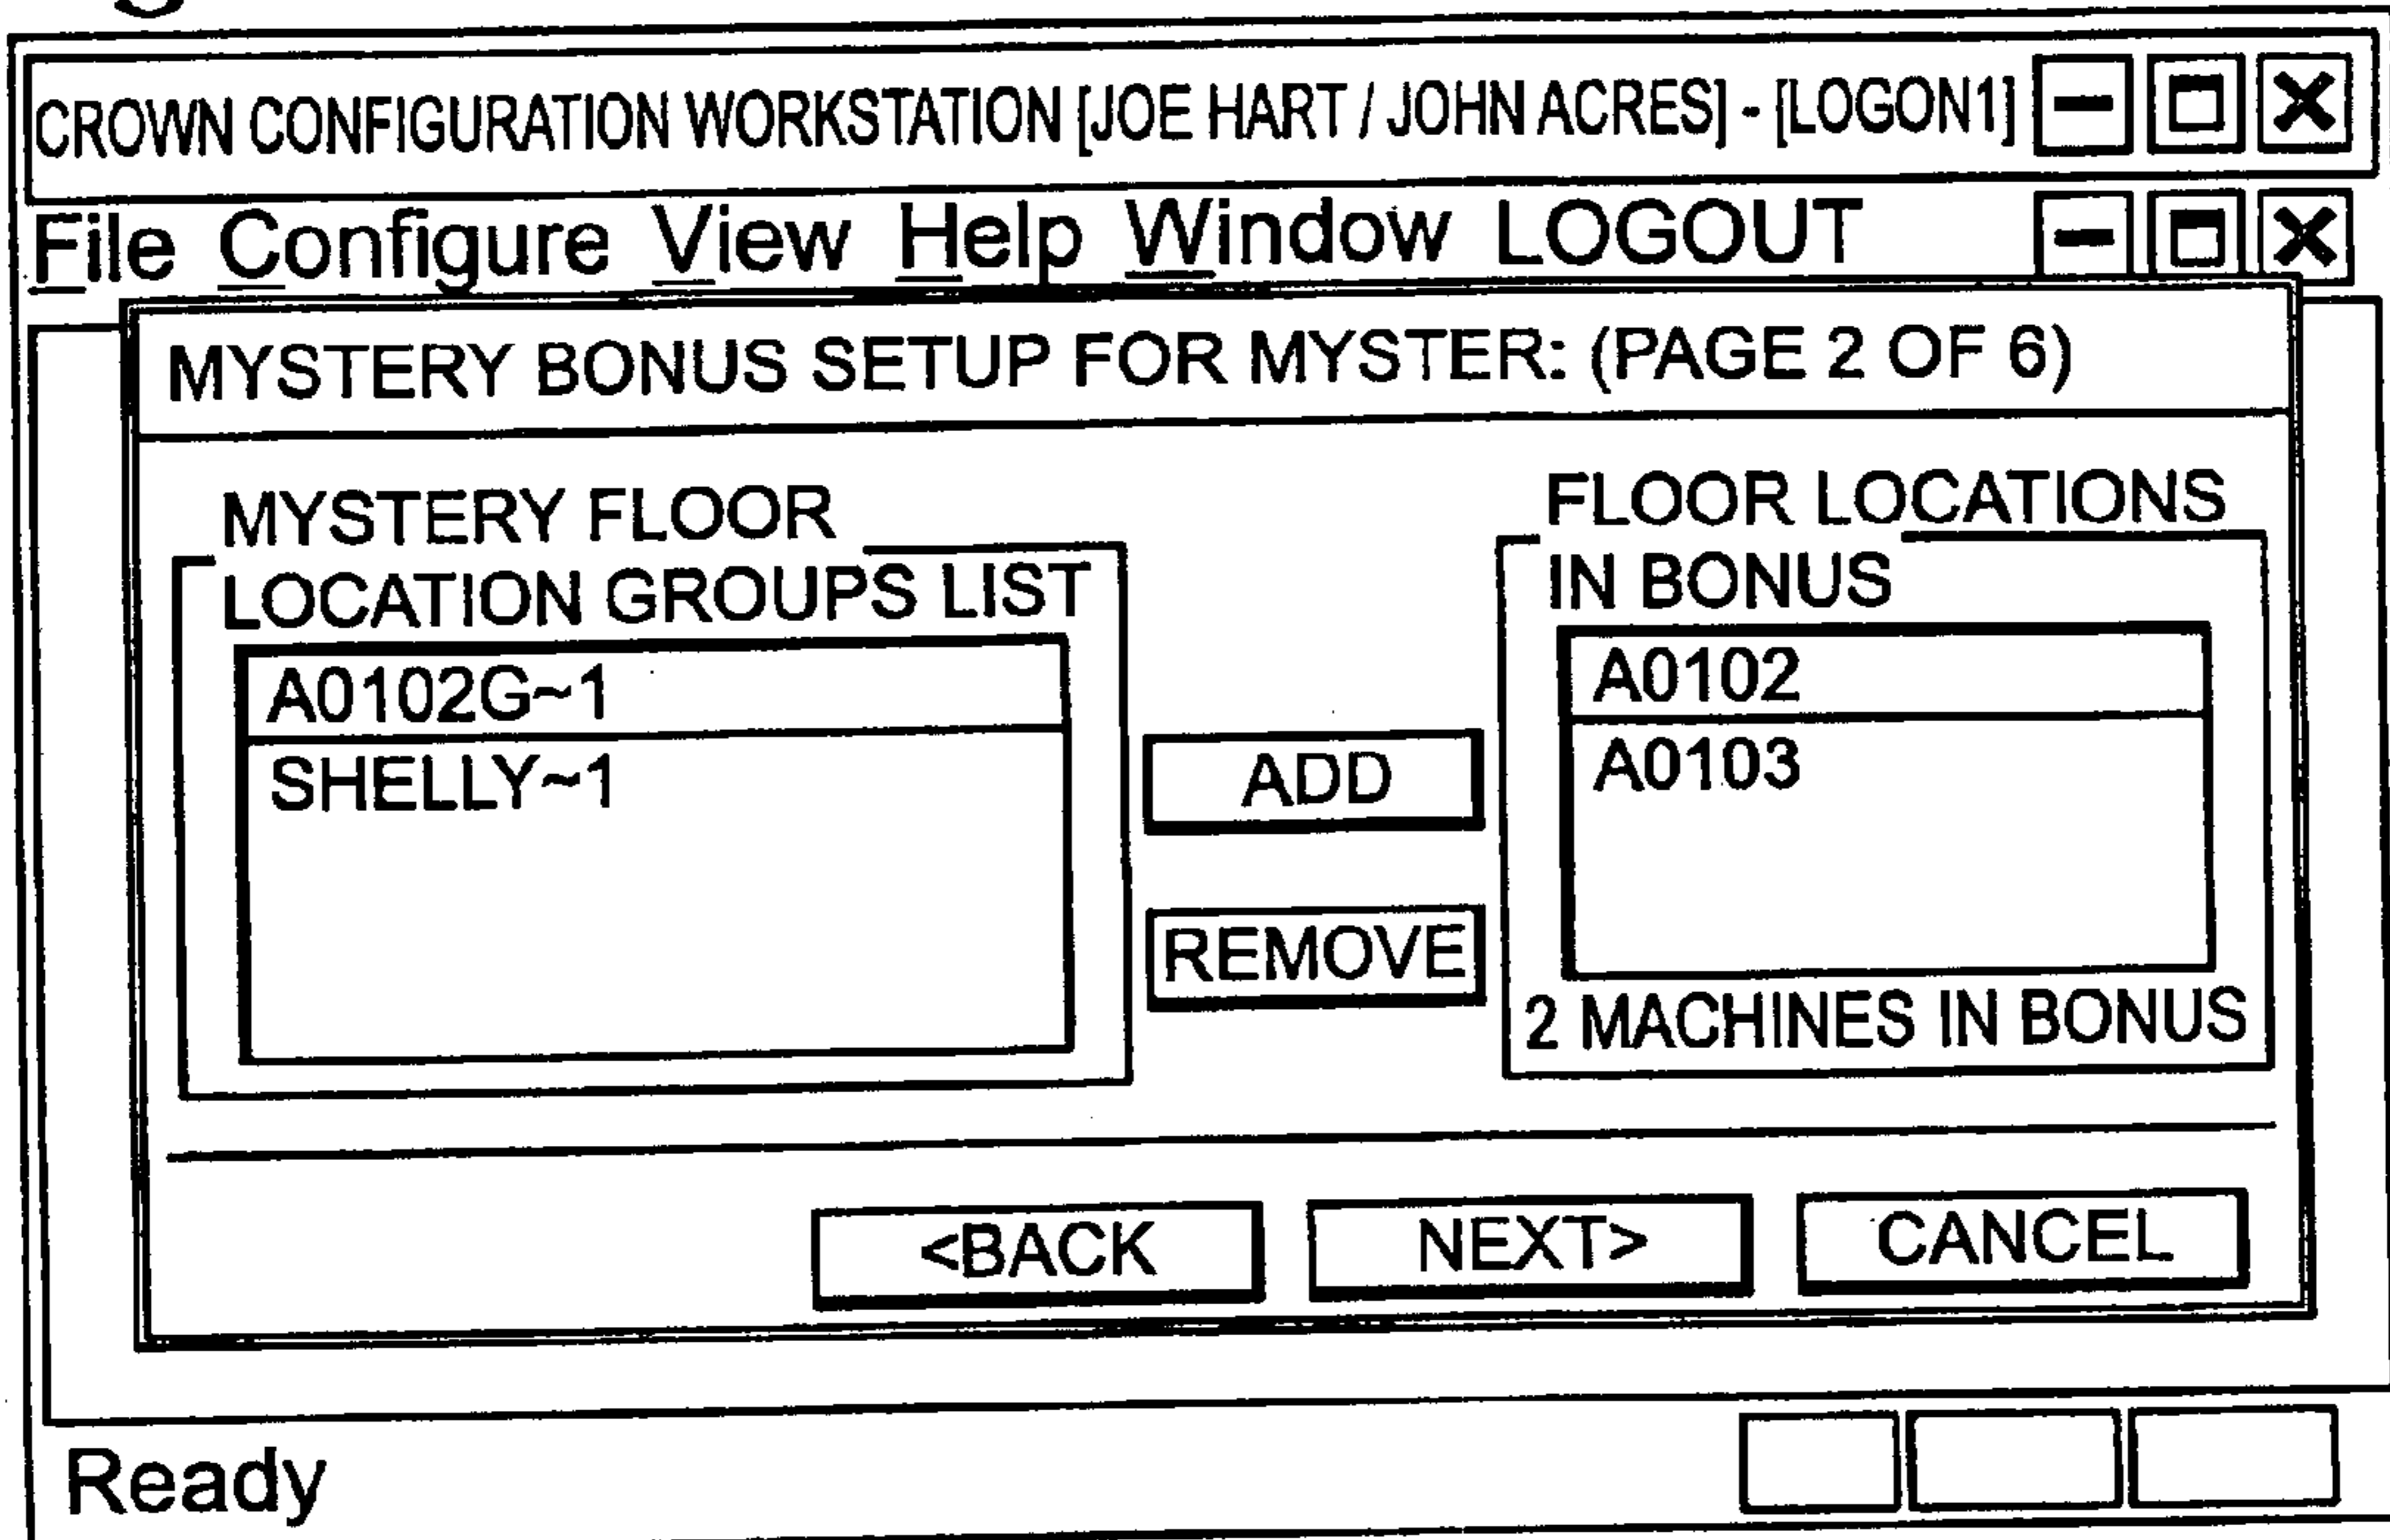 CROWN CONFIGURATION WORKSTATION [JOE HART / JOHN ACRES] - [LOGON1]
File Configure View Help Window LOGOUT
MYSTERY BONUS SETUP FOR MYSTER: (PAGE 2 OF 6)
MYSTERY FLOOR
LOCATION GROUPS LIST
A0102G~1
SHELLY~1
ADD
REMOVE
FLOOR LOCATIONS
IN BONUS
A0102
A0103
2 MACHINES IN BONUS
<BACK NEXT> CANCEL
Ready